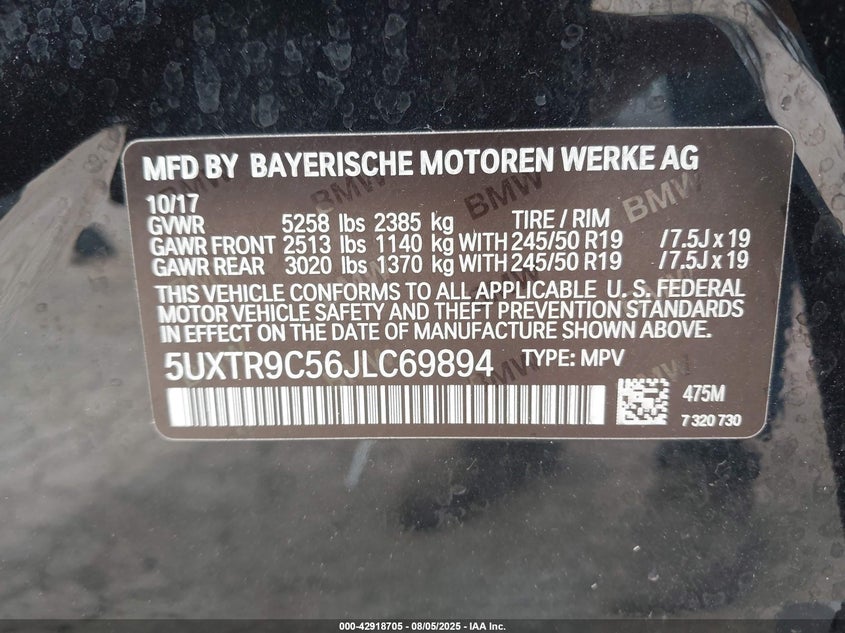 MFD BY BAYERISCHE MOTOREN WERKE AG
10/17
GVWR 5258 lbs 2385 kg TIRE / RIM
GAWR FRONT 2513 lbs 1140 kg WITH 245/50 R19 /7.5J x 19
GAWR REAR 3020 lbs 1370 kg WITH 245/50 R19 /7.5J x 19
THIS VEHICLE CONFORMS TO ALL APPLICABLE U. S. FEDERAL
MOTOR VEHICLE SAFETY AND THEFT PREVENTION STANDARDS
IN EFFECT ON THE DATE OF MANUFACTURE SHOWN ABOVE.
5UXTR9C56JLC69894 TYPE: MPV
475M
7 320 730
BMW BMW BMW
000-42918705 - 08/05/2025 - IAA Inc.